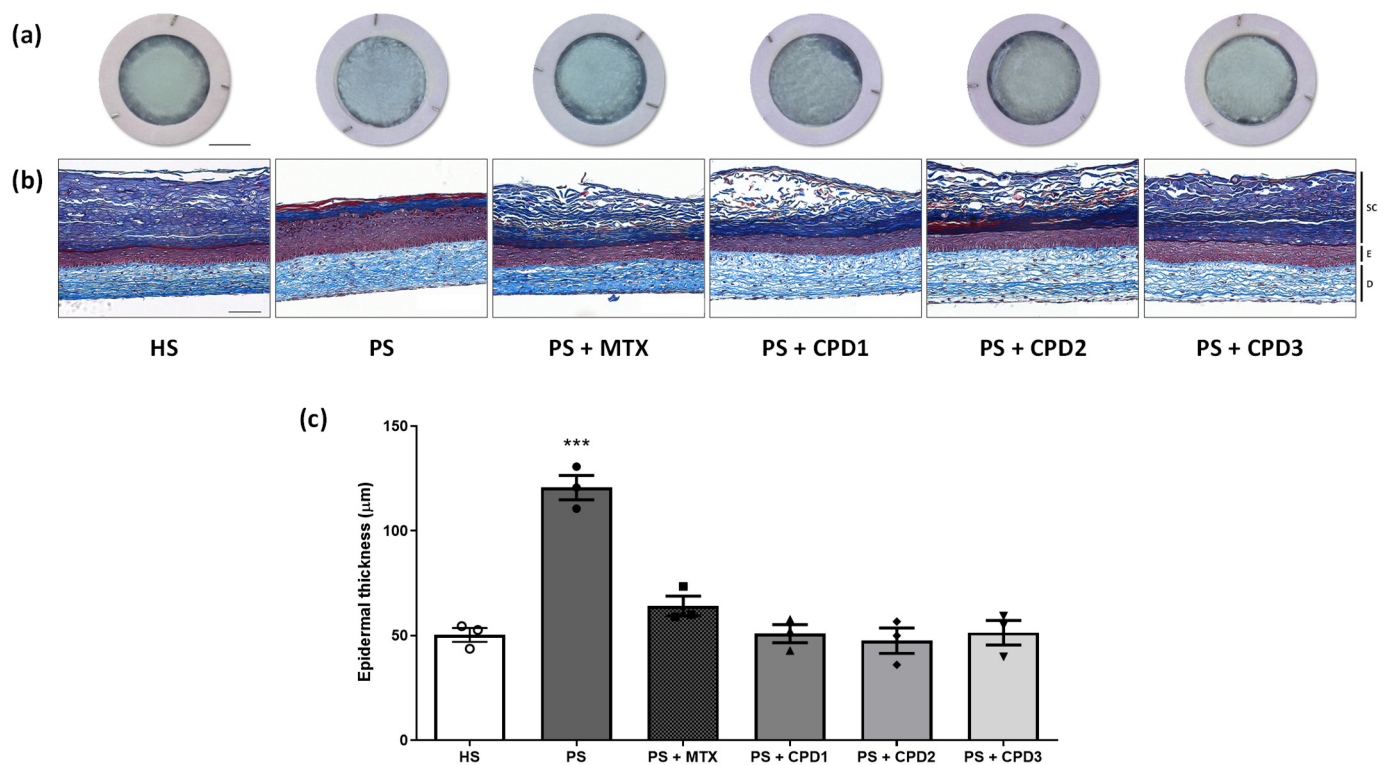 (a)
(b)
SC
E
D
HS PS PS + MTX PS + CPD1 PS + CPD2 PS + CPD3
(c)
Epidermal thickness (μm)
150
100
50
0
***
HS PS PS + MTX PS + CPD1 PS + CPD2 PS + CPD3